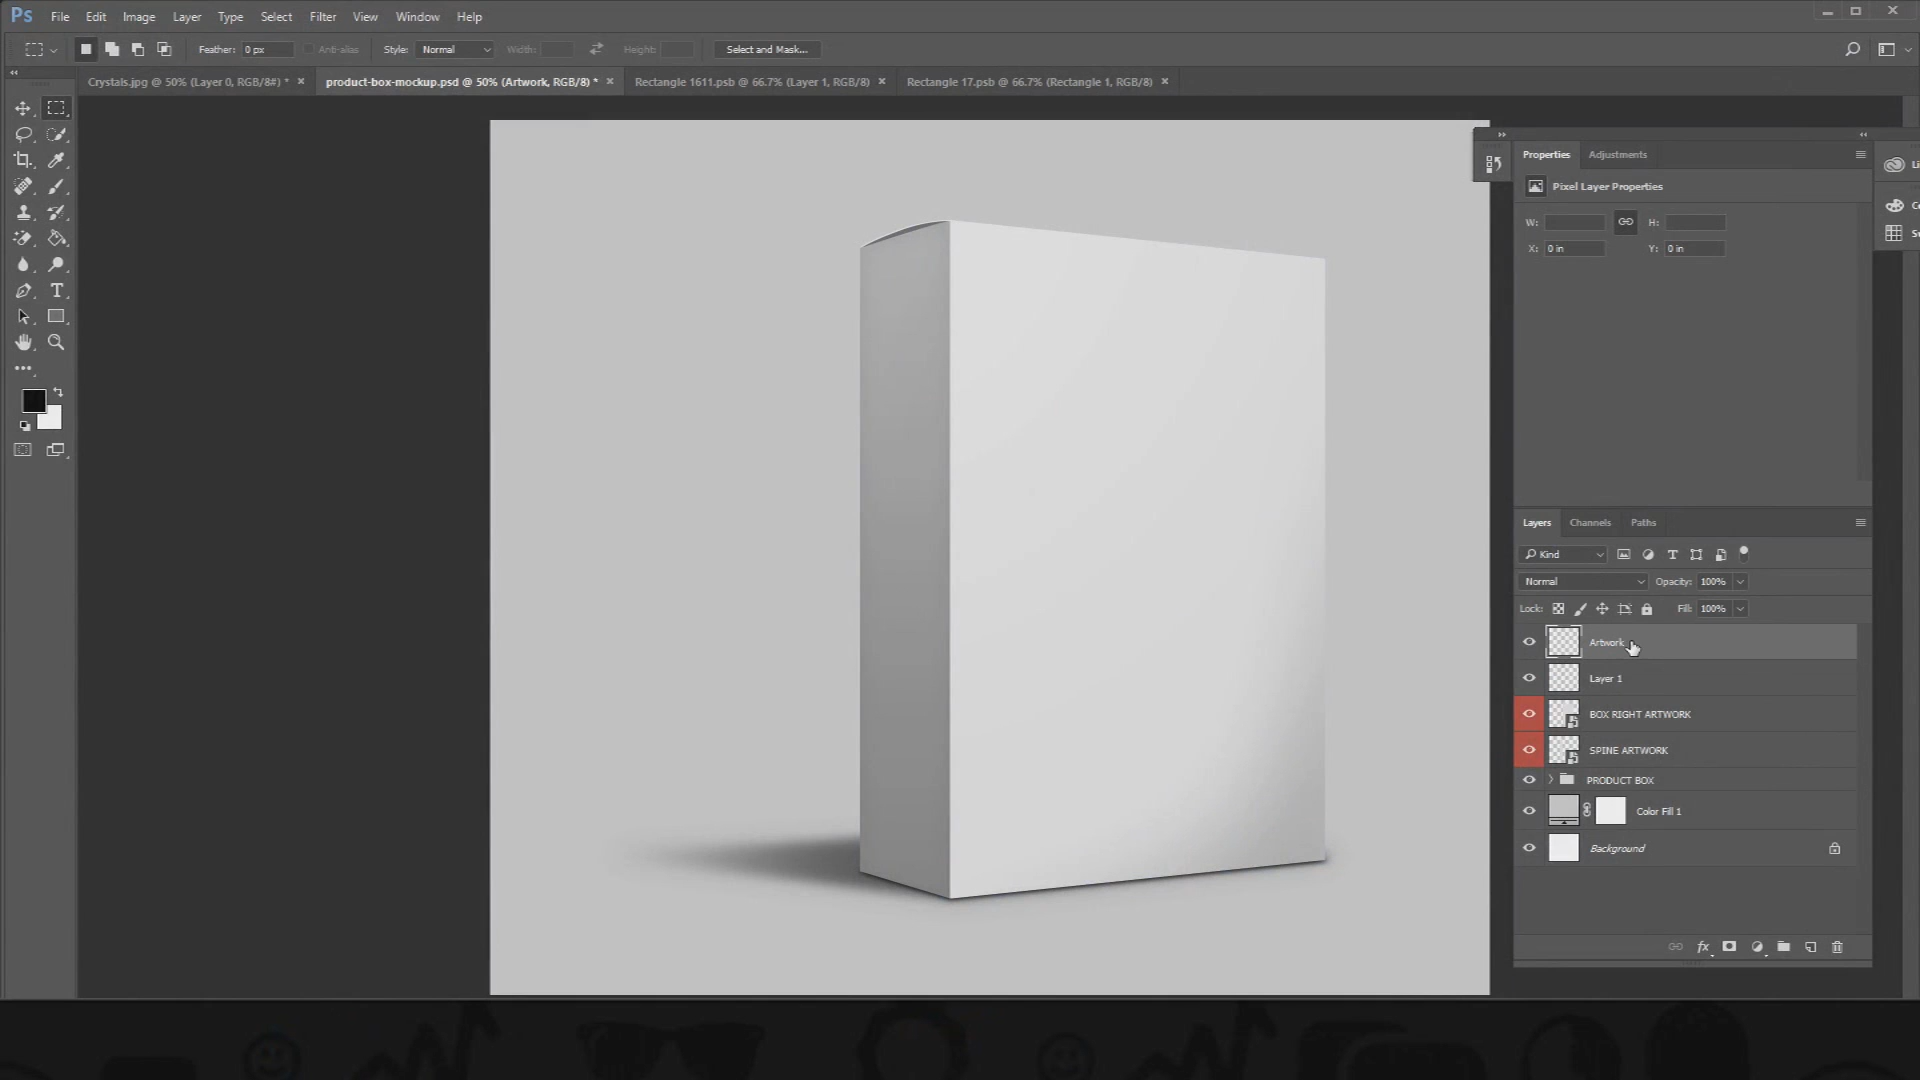 Ps File Edit Image Layer Type Select Filter View Window Help
Feather: 0 px Anti-alias Style: Normal Width: Height: Select and Mask...
Crystals.jpg @ 50% (Layer 0, RGB/8#) * × product-box-mockup.psd @ 50% (Artwork, RGB/8) * × Rectangle 1611.psb @ 66.7% (Layer 1, RGB/8) × Rectangle 17.psb @ 66.7% (Rectangle 1, RGB/8) ×
Properties Adjustments
Pixel Layer Properties
W: H:
X: 0 in Y: 0 in
Layers Channels Paths
Kind
Normal Opacity: 100%
Lock: Fill: 100%
Artwork
Layer 1
BOX RIGHT ARTWORK
SPINE ARTWORK
PRODUCT BOX
Color Fill 1
Background
fx